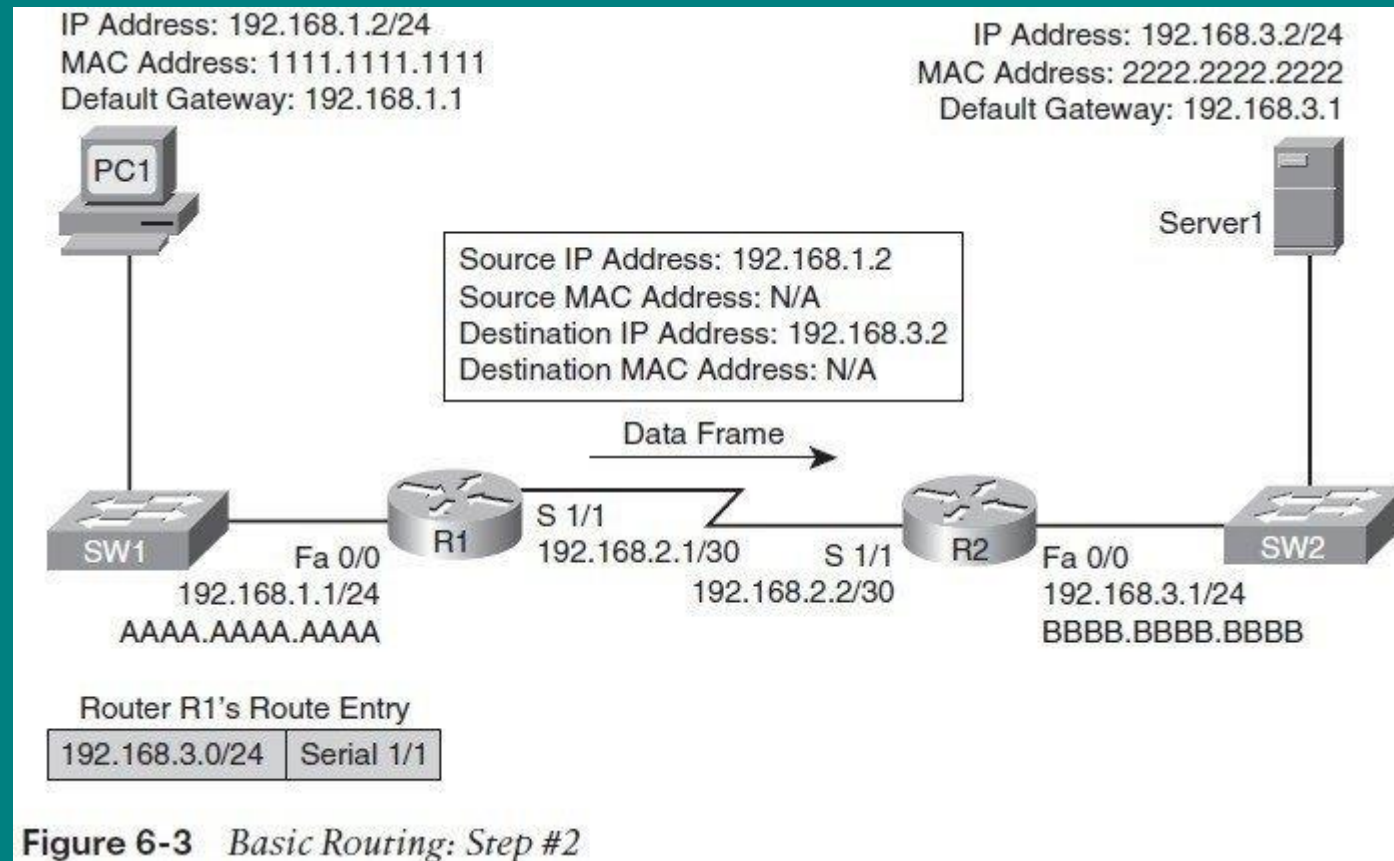 IP Address: 192.168.1.2/24
MAC Address: 1111.1111.1111
Default Gateway: 192.168.1.1
IP Address: 192.168.3.2/24
MAC Address: 2222.2222.2222
Default Gateway: 192.168.3.1
PC1
Server1
Source IP Address: 192.168.1.2
Source MAC Address: N/A
Destination IP Address: 192.168.3.2
Destination MAC Address: N/A
Data Frame
SW1
Fa 0/0
192.168.1.1/24
AAAA.AAAA.AAAA
R1
S 1/1
192.168.2.1/30
S 1/1
192.168.2.2/30
R2
Fa 0/0
192.168.3.1/24
BBBB.BBBB.BBBB
SW2
Router R1's Route Entry
192.168.3.0/24 Serial 1/1
Figure 6-3 Basic Routing: Step #2